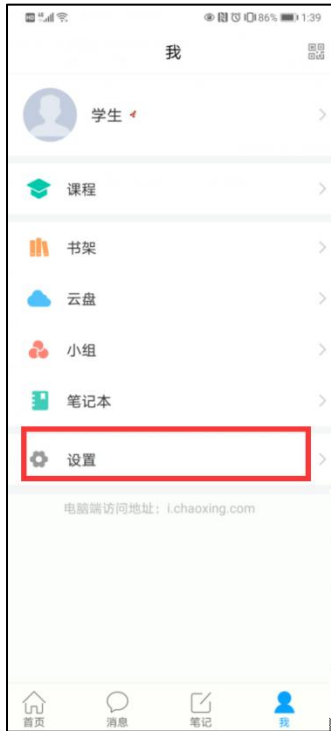 86% 1:39
我
学生
课程
书架
云盘
小组
笔记本
设置
电脑端访问地址：i.chaoxing.com
首页 消息 笔记 我